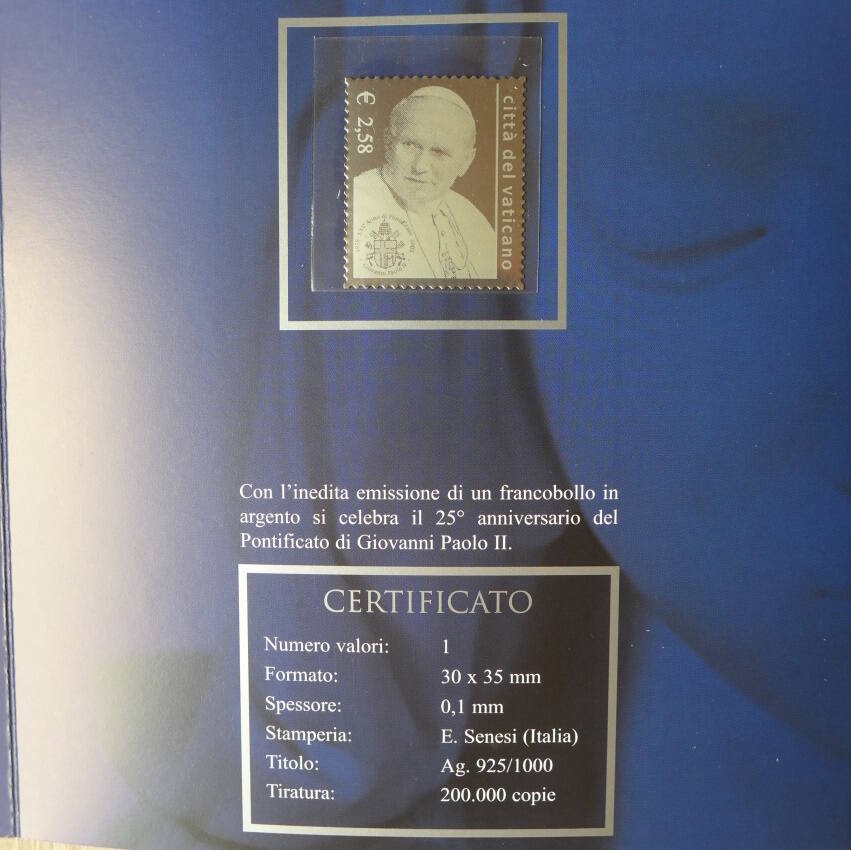 € 2,58
città del vaticano
Con l'inedita emissione di un francobollo in
argento si celebra il 25° anniversario del
Pontificato di Giovanni Paolo II.
CERTIFICATO
Numero valori: 1
Formato: 30 x 35 mm
Spessore: 0,1 mm
Stamperia: E. Senesi (Italia)
Titolo: Ag. 925/1000
Tiratura: 200.000 copie